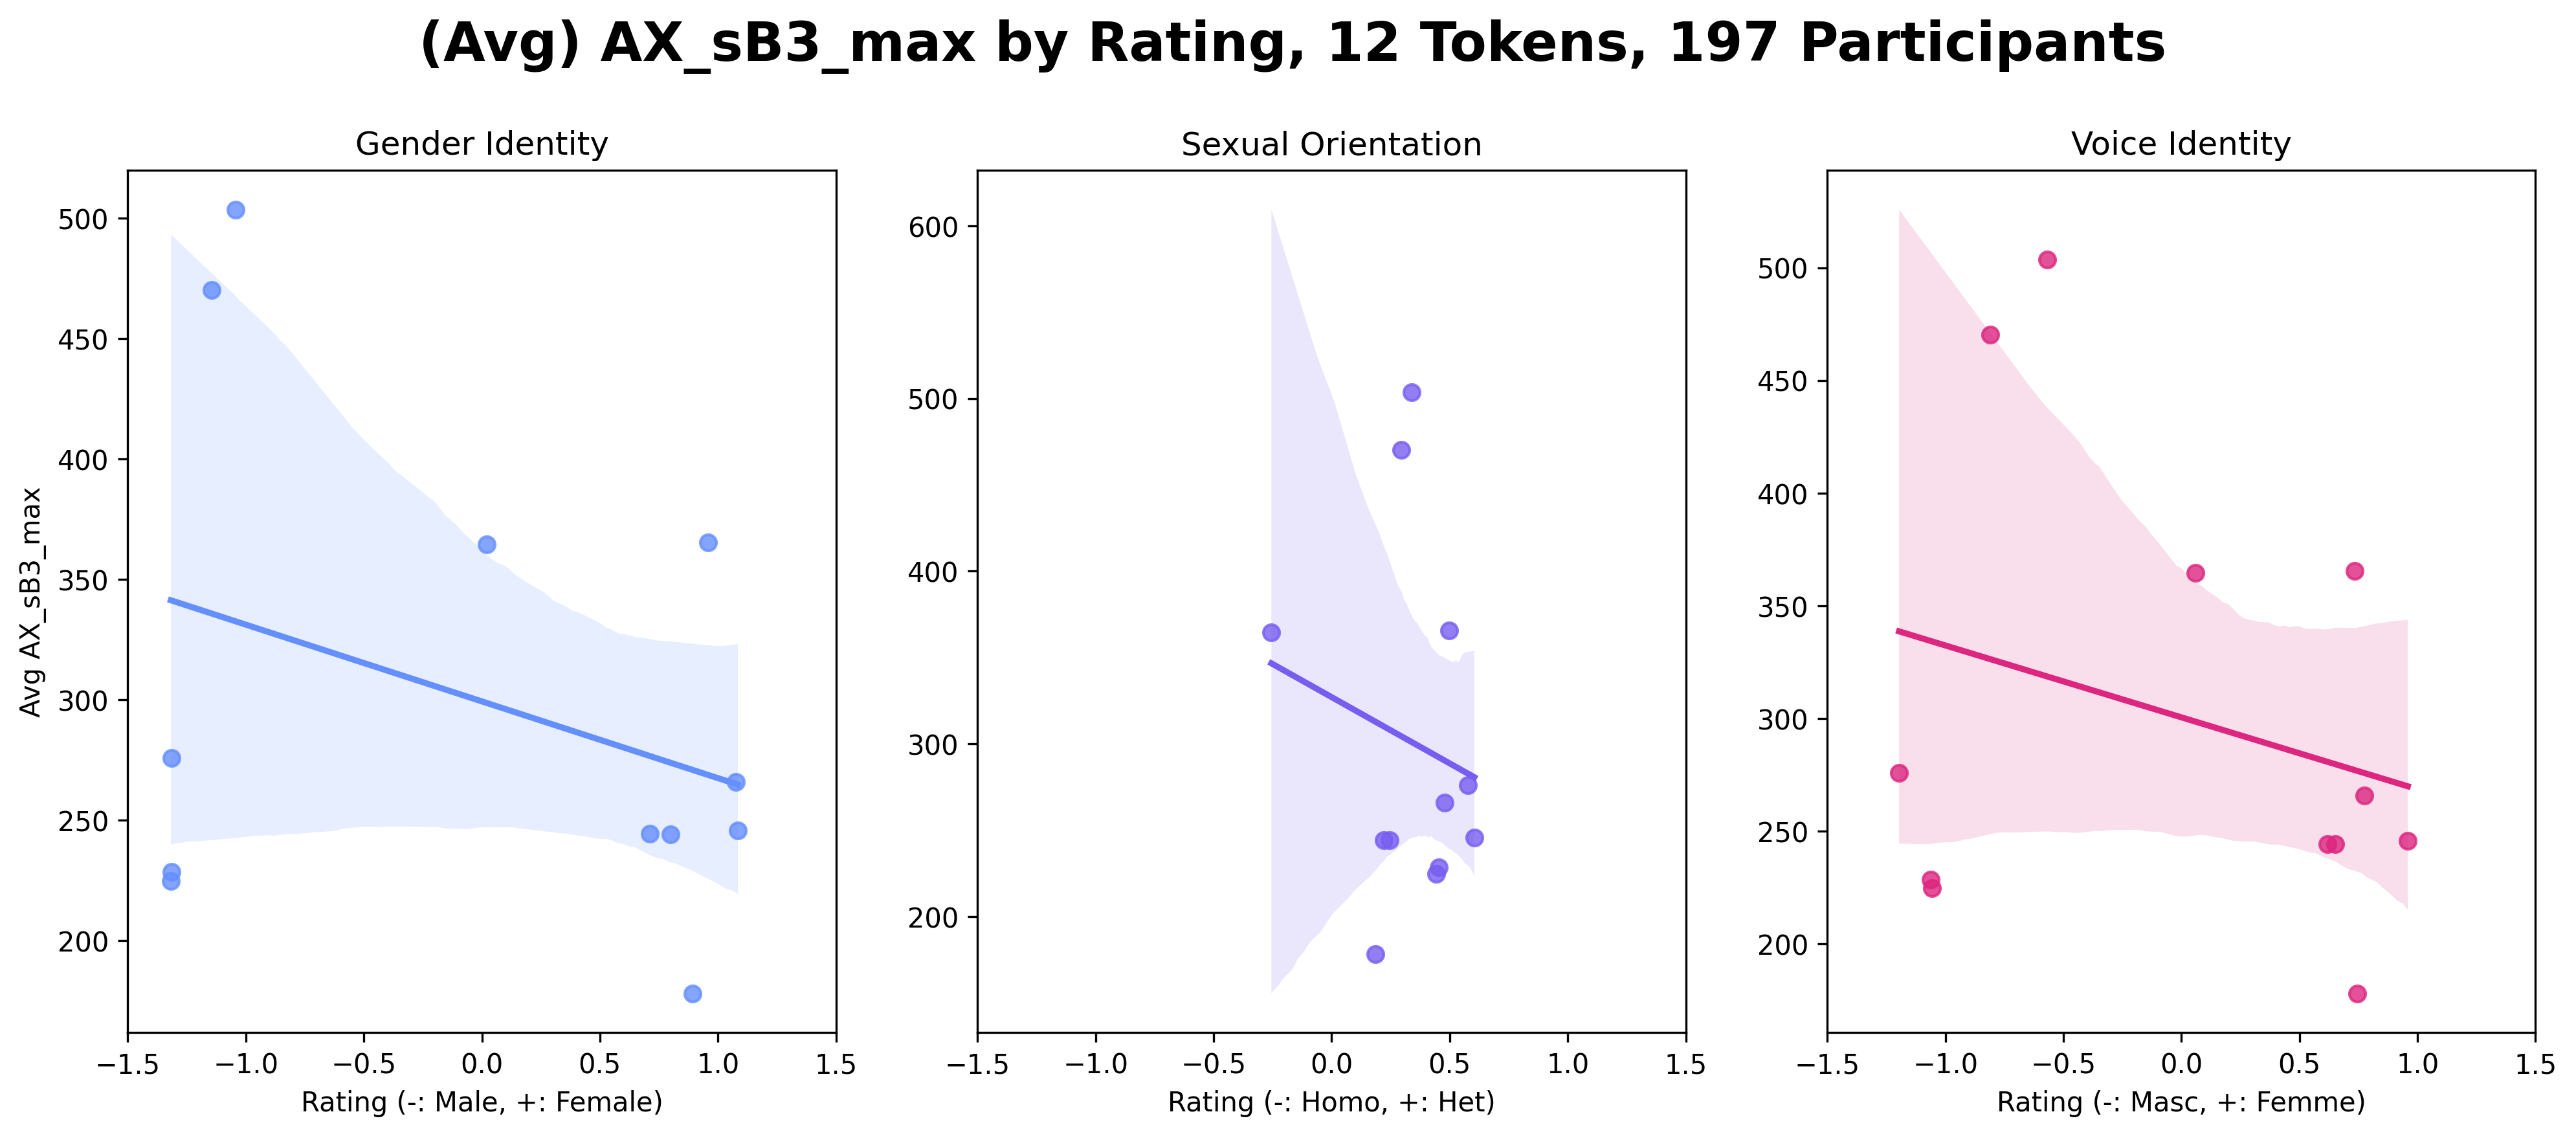 (Avg) AX_sB3_max by Rating, 12 Tokens, 197 Participants
Gender Identity
Sexual Orientation
Voice Identity
Avg AX_sB3_max
500
450
400
350
300
250
200
−1.5 −1.0 −0.5 0.0 0.5 1.0 1.5
Rating (-: Male, +: Female)
600
500
400
300
200
−1.5 −1.0 −0.5 0.0 0.5 1.0 1.5
Rating (-: Homo, +: Het)
500
450
400
350
300
250
200
−1.5 −1.0 −0.5 0.0 0.5 1.0 1.5
Rating (-: Masc, +: Femme)